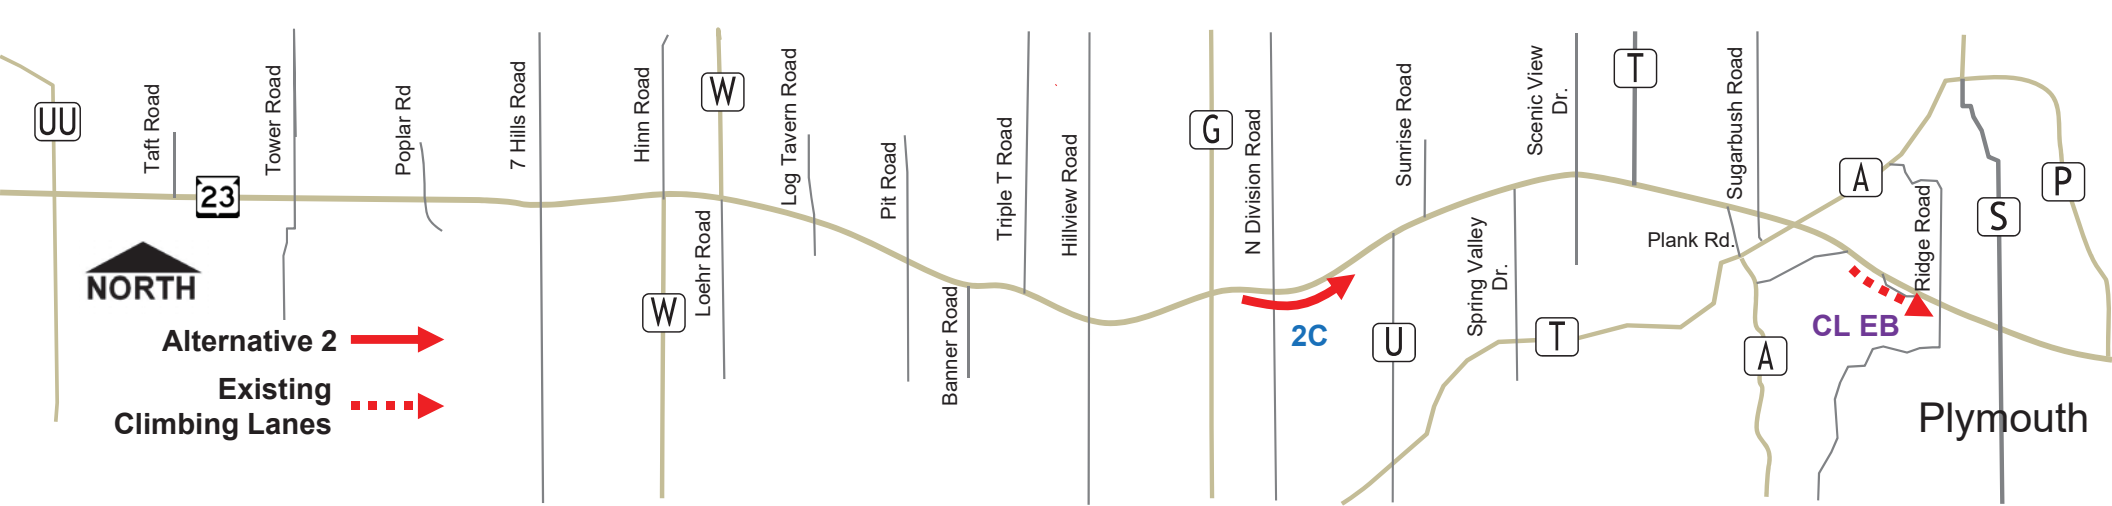 UU
Taft Road
23
Tower Road
Poplar Rd
7 Hills Road
Hinn Road
W
W
Loehr Road
Log Tavern Road
Pit Road
Banner Road
Triple T Road
Hillview Road
G
N Division Road
2C
Sunrise Road
U
Spring Valley
Dr.
Scenic View
Dr.
T
T
Sugarbush Road
Plank Rd.
A
A
Ridge Road
CL EB
S
P
Plymouth
NORTH
Alternative 2
Existing
Climbing Lanes